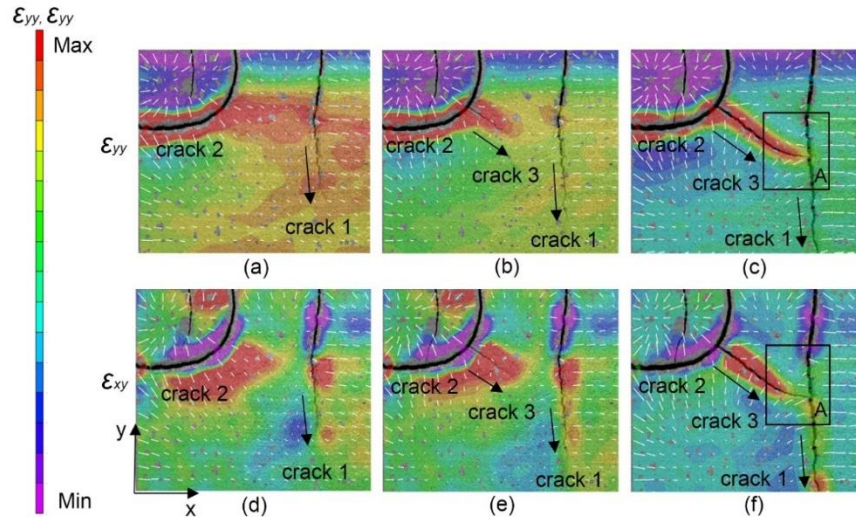 εyy, εyy
Max
Min
εyy
crack 2
crack 1
(a)
crack 2
crack 3
crack 1
(b)
crack 2
crack 3
A
crack 1
(c)
εxy
y
x
crack 2
crack 1
(d)
crack 2
crack 3
crack 1
(e)
crack 2
crack 3
A
crack 1
(f)